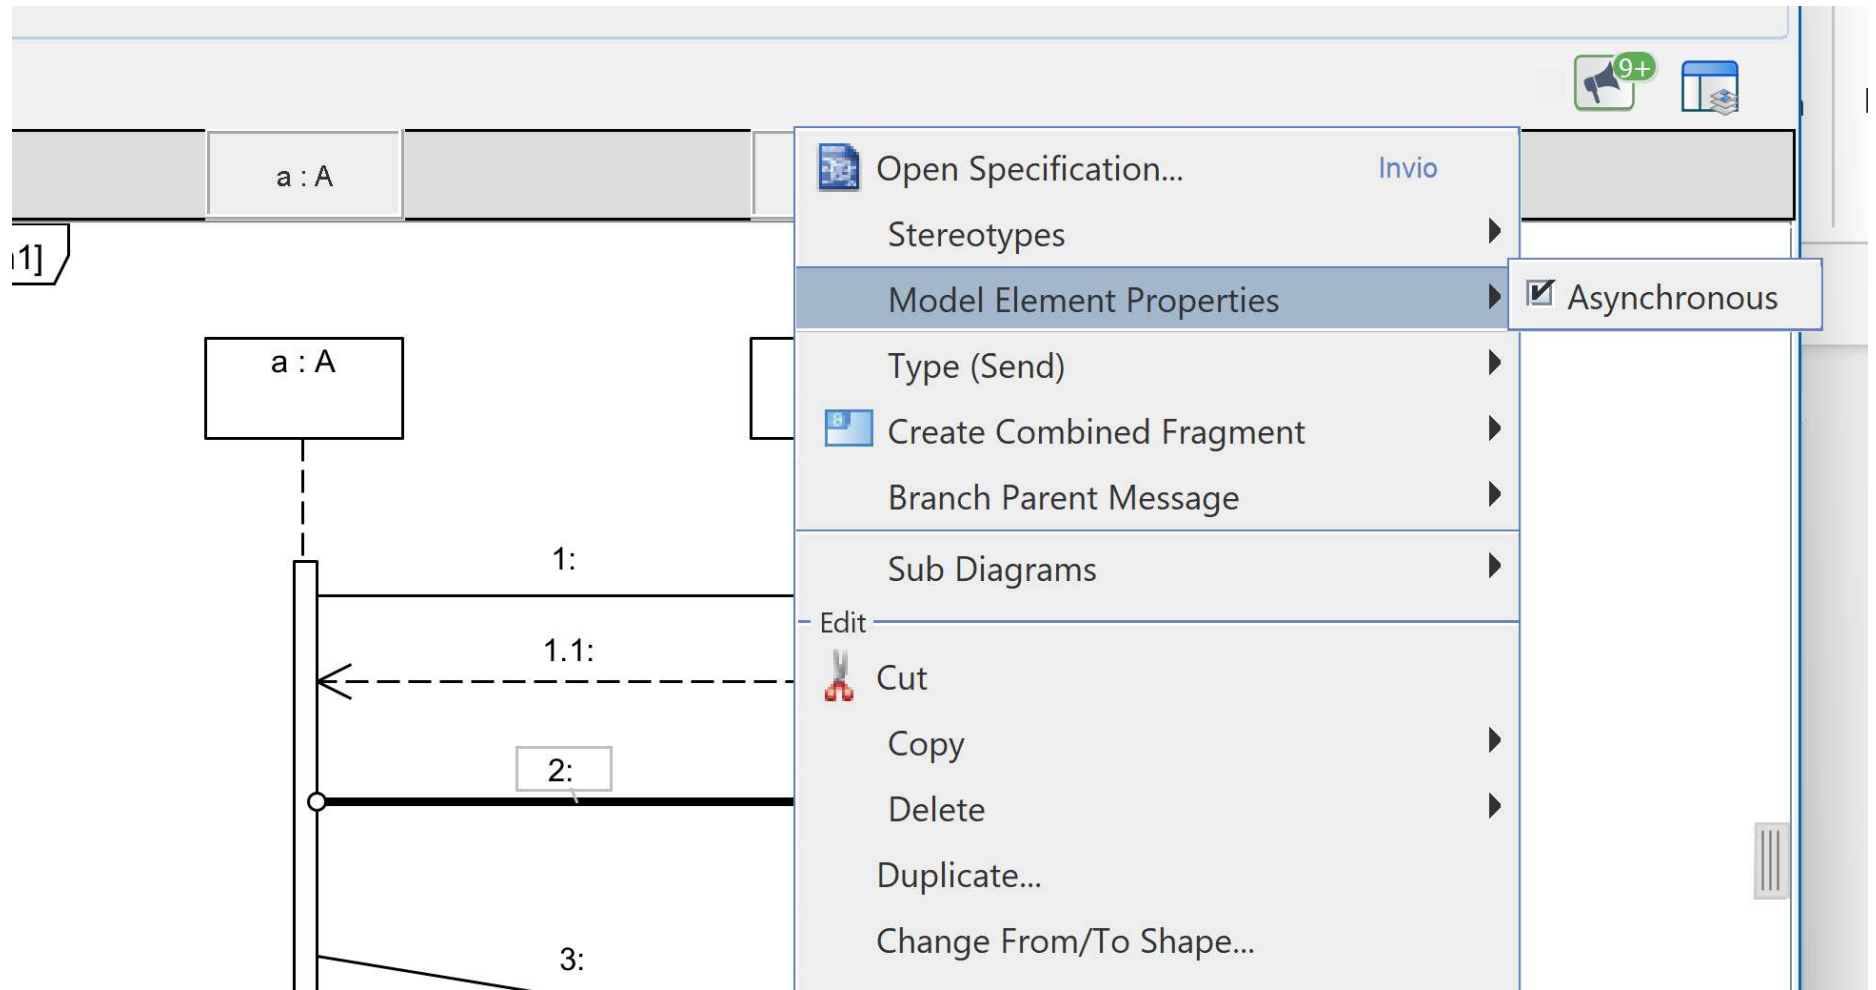 9+
a : A
Open Specification... Invio
Stereotypes
1]
Model Element Properties
Asynchronous
a : A
Type (Send)
Create Combined Fragment
Branch Parent Message
1:
Sub Diagrams
Edit
1.1:
Cut
Copy
2:
Delete
Duplicate...
Change From/To Shape...
3: